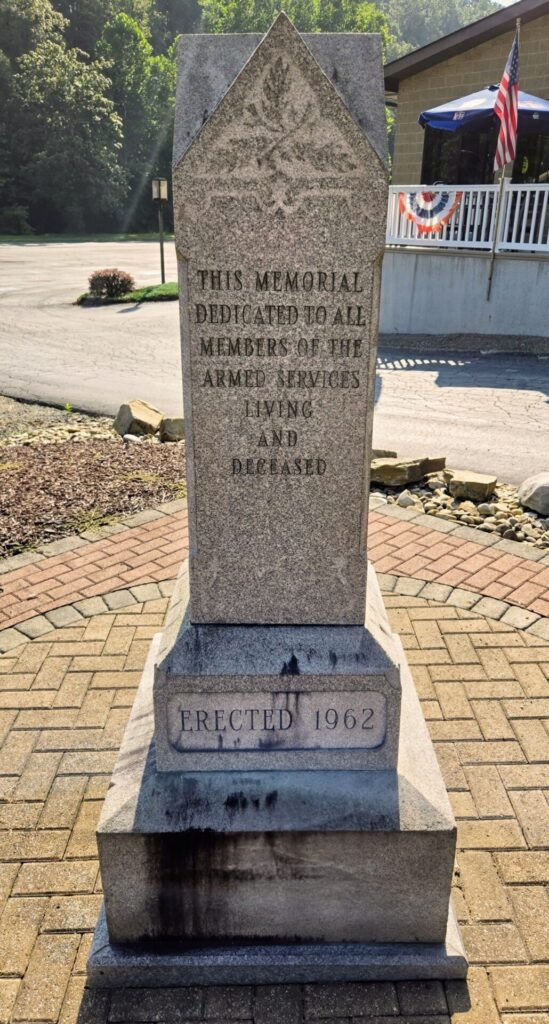 THIS MEMORIAL
DEDICATED TO ALL
MEMBERS OF THE
ARMED SERVICES
LIVING
AND
DECEASED
ERECTED 1962